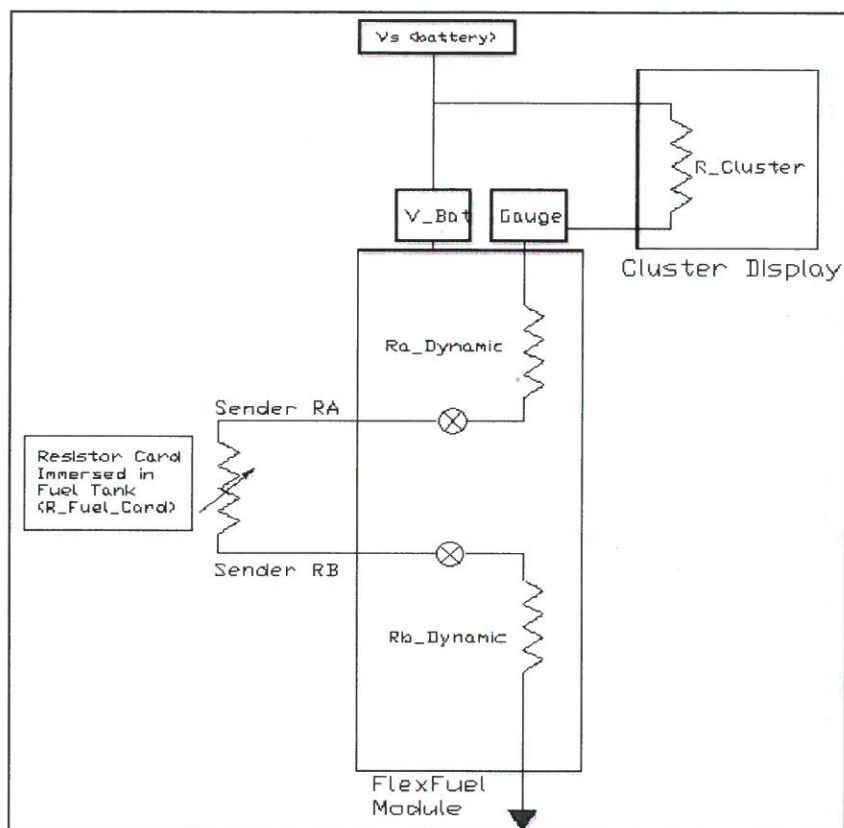 Vs (battery)
R_Cluster
V_Bat
Gauge
Cluster Display
Ra_Dynamic
Sender RA
Resistor Card
Immersed in
Fuel Tank
(R_Fuel_Card)
Sender RB
Rb_Dynamic
FlexFuel
Module